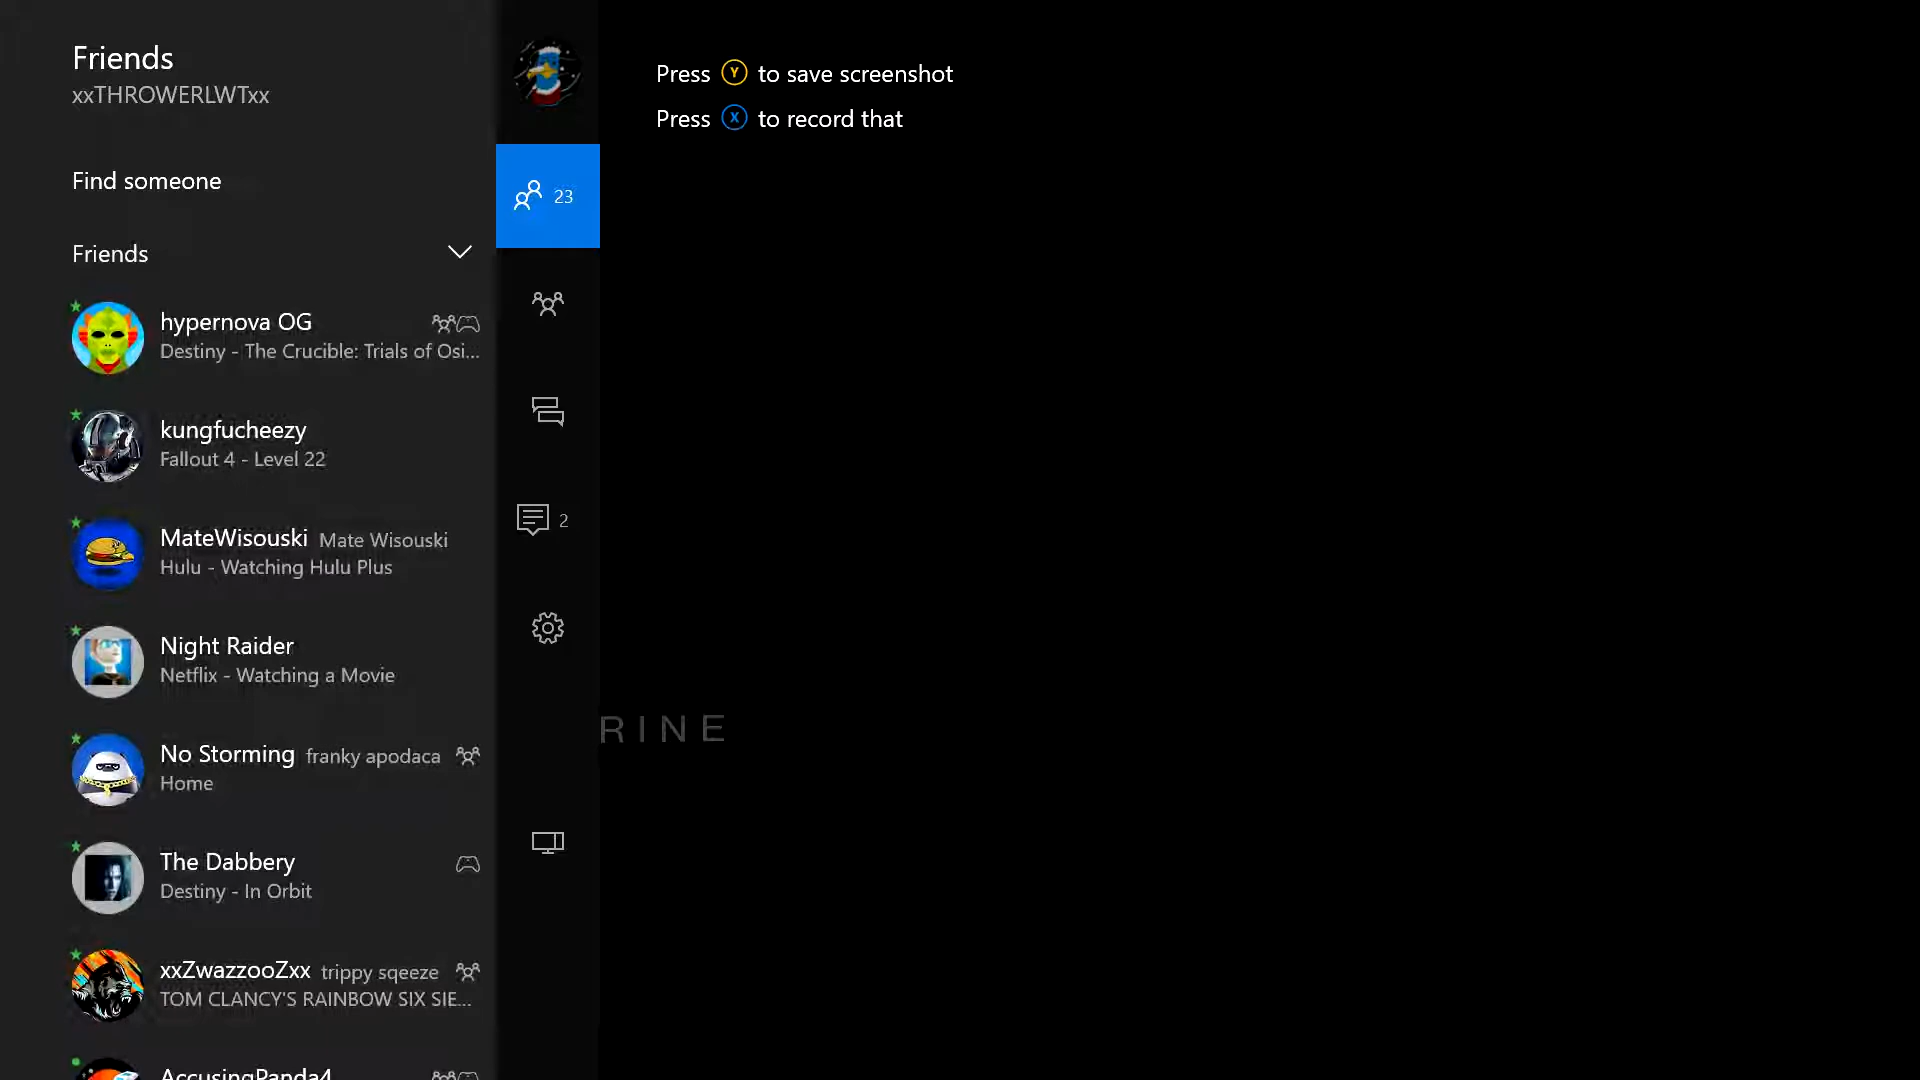 Friends
xxTHROWERLWTxx
Find someone
Friends
hypernova OG
Destiny - The Crucible: Trials of Osi...
kungfucheezy
Fallout 4 - Level 22
MateWisouski Mate Wisouski
Hulu - Watching Hulu Plus
Night Raider
Netflix - Watching a Movie
No Storming franky apodaca
Home
The Dabbery
Destiny - In Orbit
xxZwazzooZxx trippy sqeeze
TOM CLANCY'S RAINBOW SIX SIE...
AccusingPanda4
23
2
Press Y to save screenshot
Press X to record that
RINE